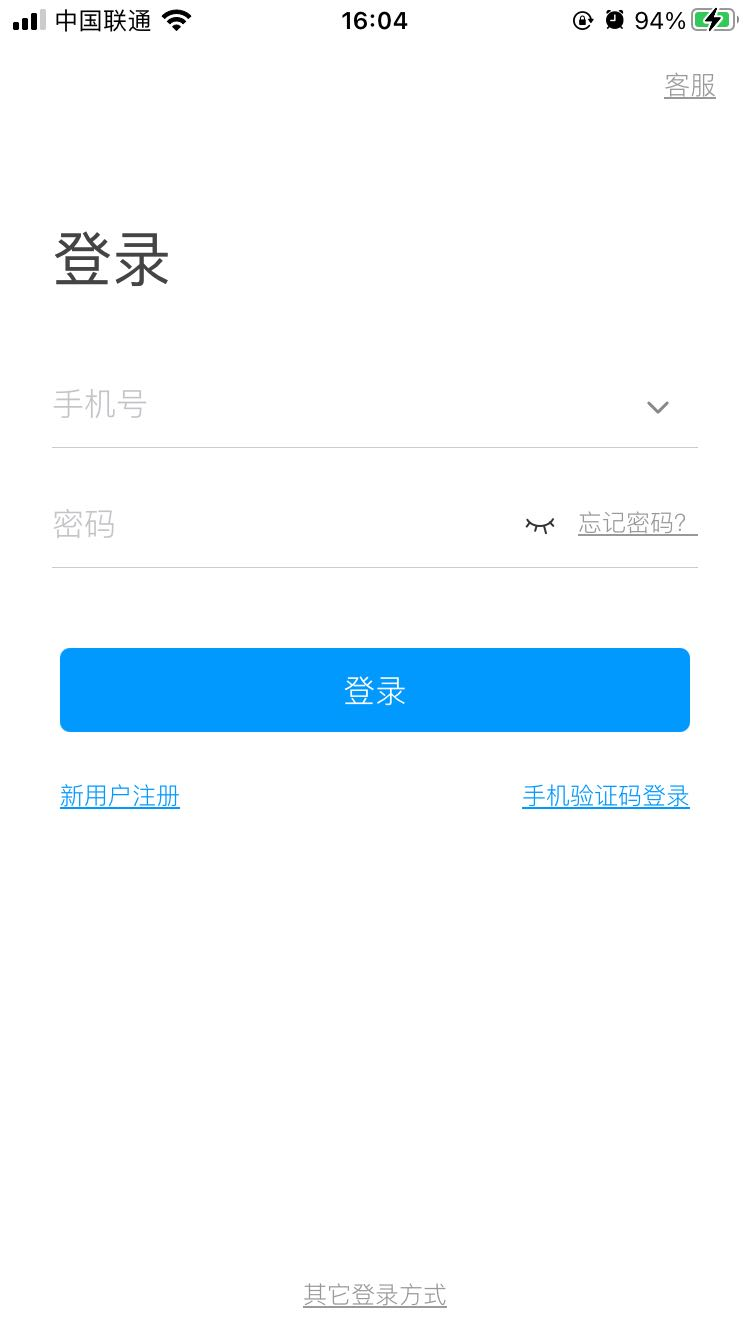 中国联通 16:04 94%
客服
登录
手机号
密码 忘记密码?
登录
新用户注册 手机验证码登录
其它登录方式